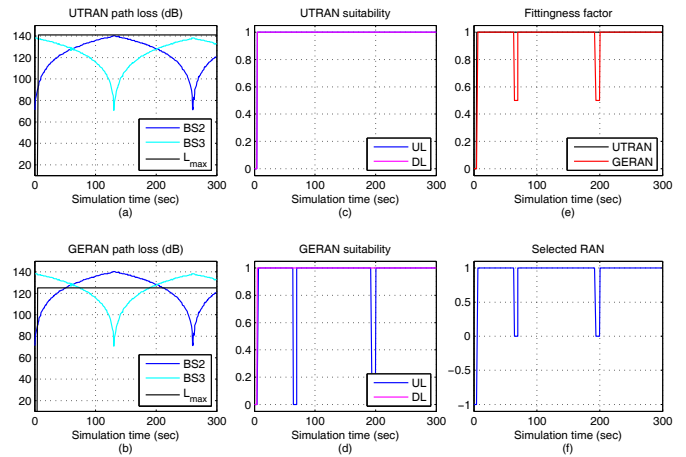 UTRAN path loss (dB)
140
120
100
80
60
40
20
BS2
BS3
L_max
0 100 200 300
Simulation time (sec)
(a)
UTRAN suitability
1
0.8
0.6
0.4
0.2
0
UL
DL
0 100 200 300
Simulation time (sec)
(c)
Fittingness factor
1
0.8
0.6
0.4
0.2
0
UTRAN
GERAN
0 100 200 300
Simulation time (sec)
(e)
GERAN path loss (dB)
140
120
100
80
60
40
20
BS2
BS3
L_max
0 100 200 300
Simulation time (sec)
(b)
GERAN suitability
1
0.8
0.6
0.4
0.2
0
UL
DL
0 100 200 300
Simulation time (sec)
(d)
Selected RAN
1
0.5
0
−0.5
−1
0 100 200 300
Simulation time (sec)
(f)